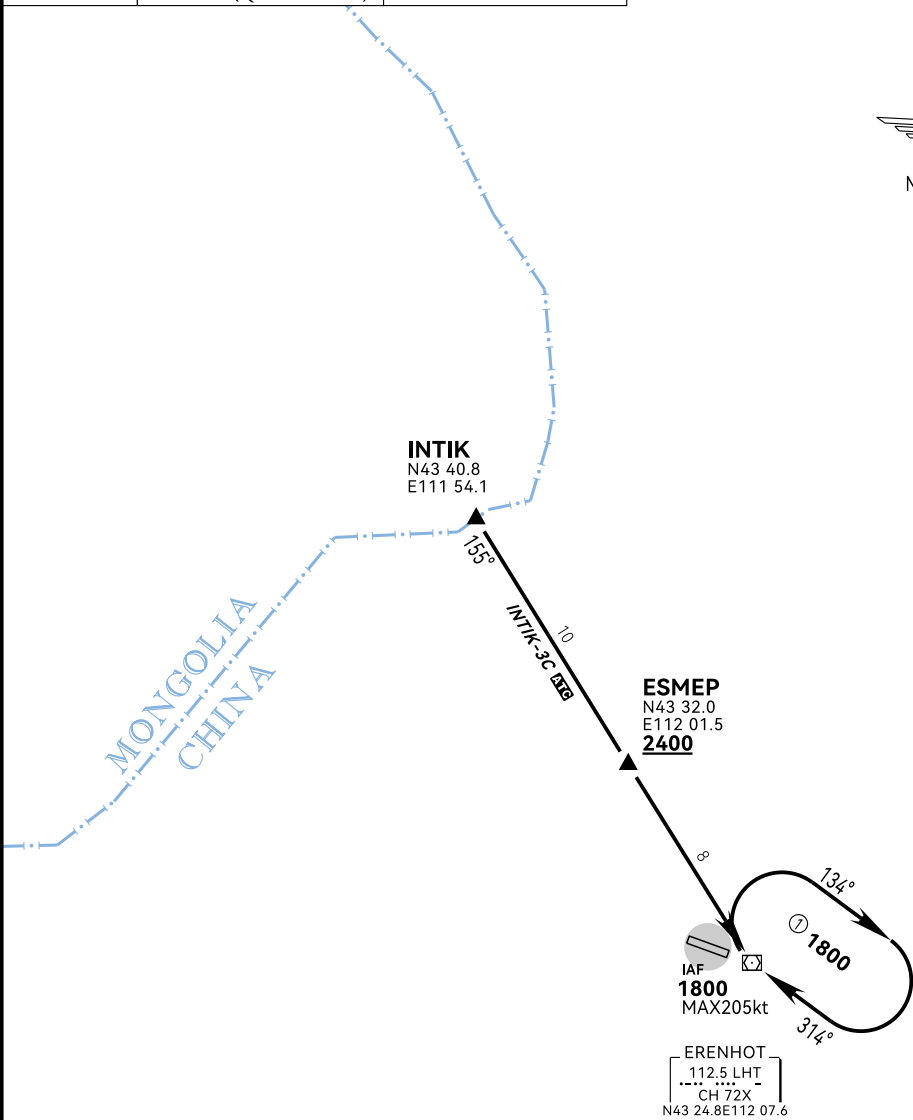 INTIK
N43 40.8
E111 54.1
155°
10
INTIK-3C ATC
MONGOLIA
CHINA
ESMEP
N43 32.0
E112 01.5
2400
8
134°
① 1800
314°
IAF
1800
MAX205kt
ERENHOT
112.5 LHT
CH 72X
N43 24.8E112 07.6